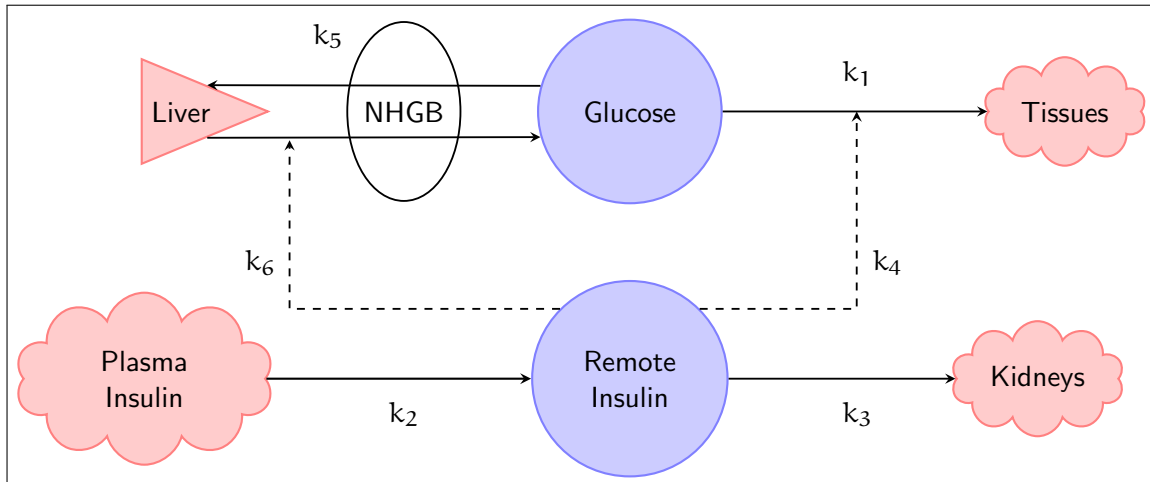 k₅
Liver
NHGB
Glucose
k₁
Tissues
k₆
k₄
Plasma
Insulin
k₂
Remote
Insulin
k₃
Kidneys